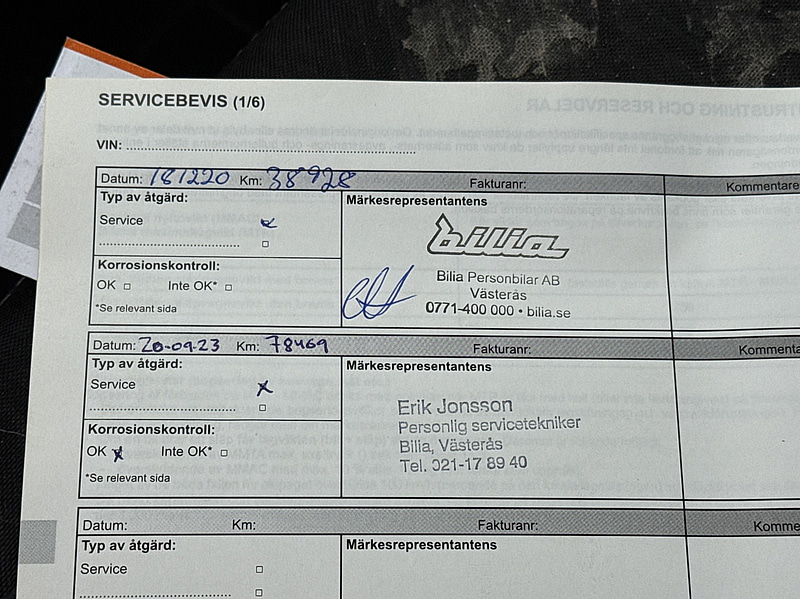 SERVICEBEVIS (1/6)
VIN:
Datum: 181220 Km: 38928 Fakturanr: Kommentare
Typ av åtgärd: Märkesrepresentantens
Service
bilia
Korrosionskontroll:
OK Inte OK*
*Se relevant sida
Bilia Personbilar AB
Västerås
0771-400 000 • bilia.se
Datum: 20-09-23 Km: 78469 Fakturanr: Kommenta
Typ av åtgärd: Märkesrepresentantens
Service x
Korrosionskontroll:
OK x Inte OK*
*Se relevant sida
Erik Jonsson
Personlig servicetekniker
Bilia, Västerås
Tel. 021-17 89 40
Datum: Km: Fakturanr: Komme
Typ av åtgärd: Märkesrepresentantens
Service